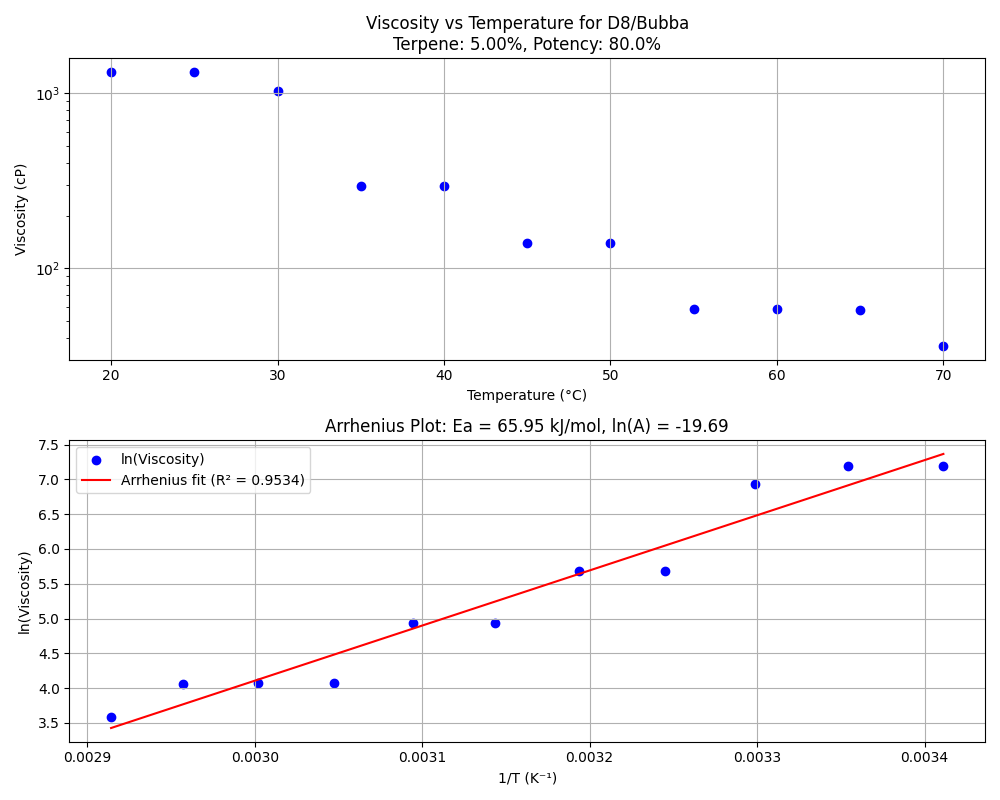 Viscosity vs Temperature for D8/Bubba
Terpene: 5.00%, Potency: 80.0%
10³
10²
Viscosity (cP)
20 30 40 50 60 70
Temperature (°C)
Arrhenius Plot: Ea = 65.95 kJ/mol, ln(A) = -19.69
7.5
7.0
6.5
6.0
5.5
5.0
4.5
4.0
3.5
ln(Viscosity)
ln(Viscosity)
Arrhenius fit (R² = 0.9534)
0.0029 0.0030 0.0031 0.0032 0.0033 0.0034
1/T (K⁻¹)